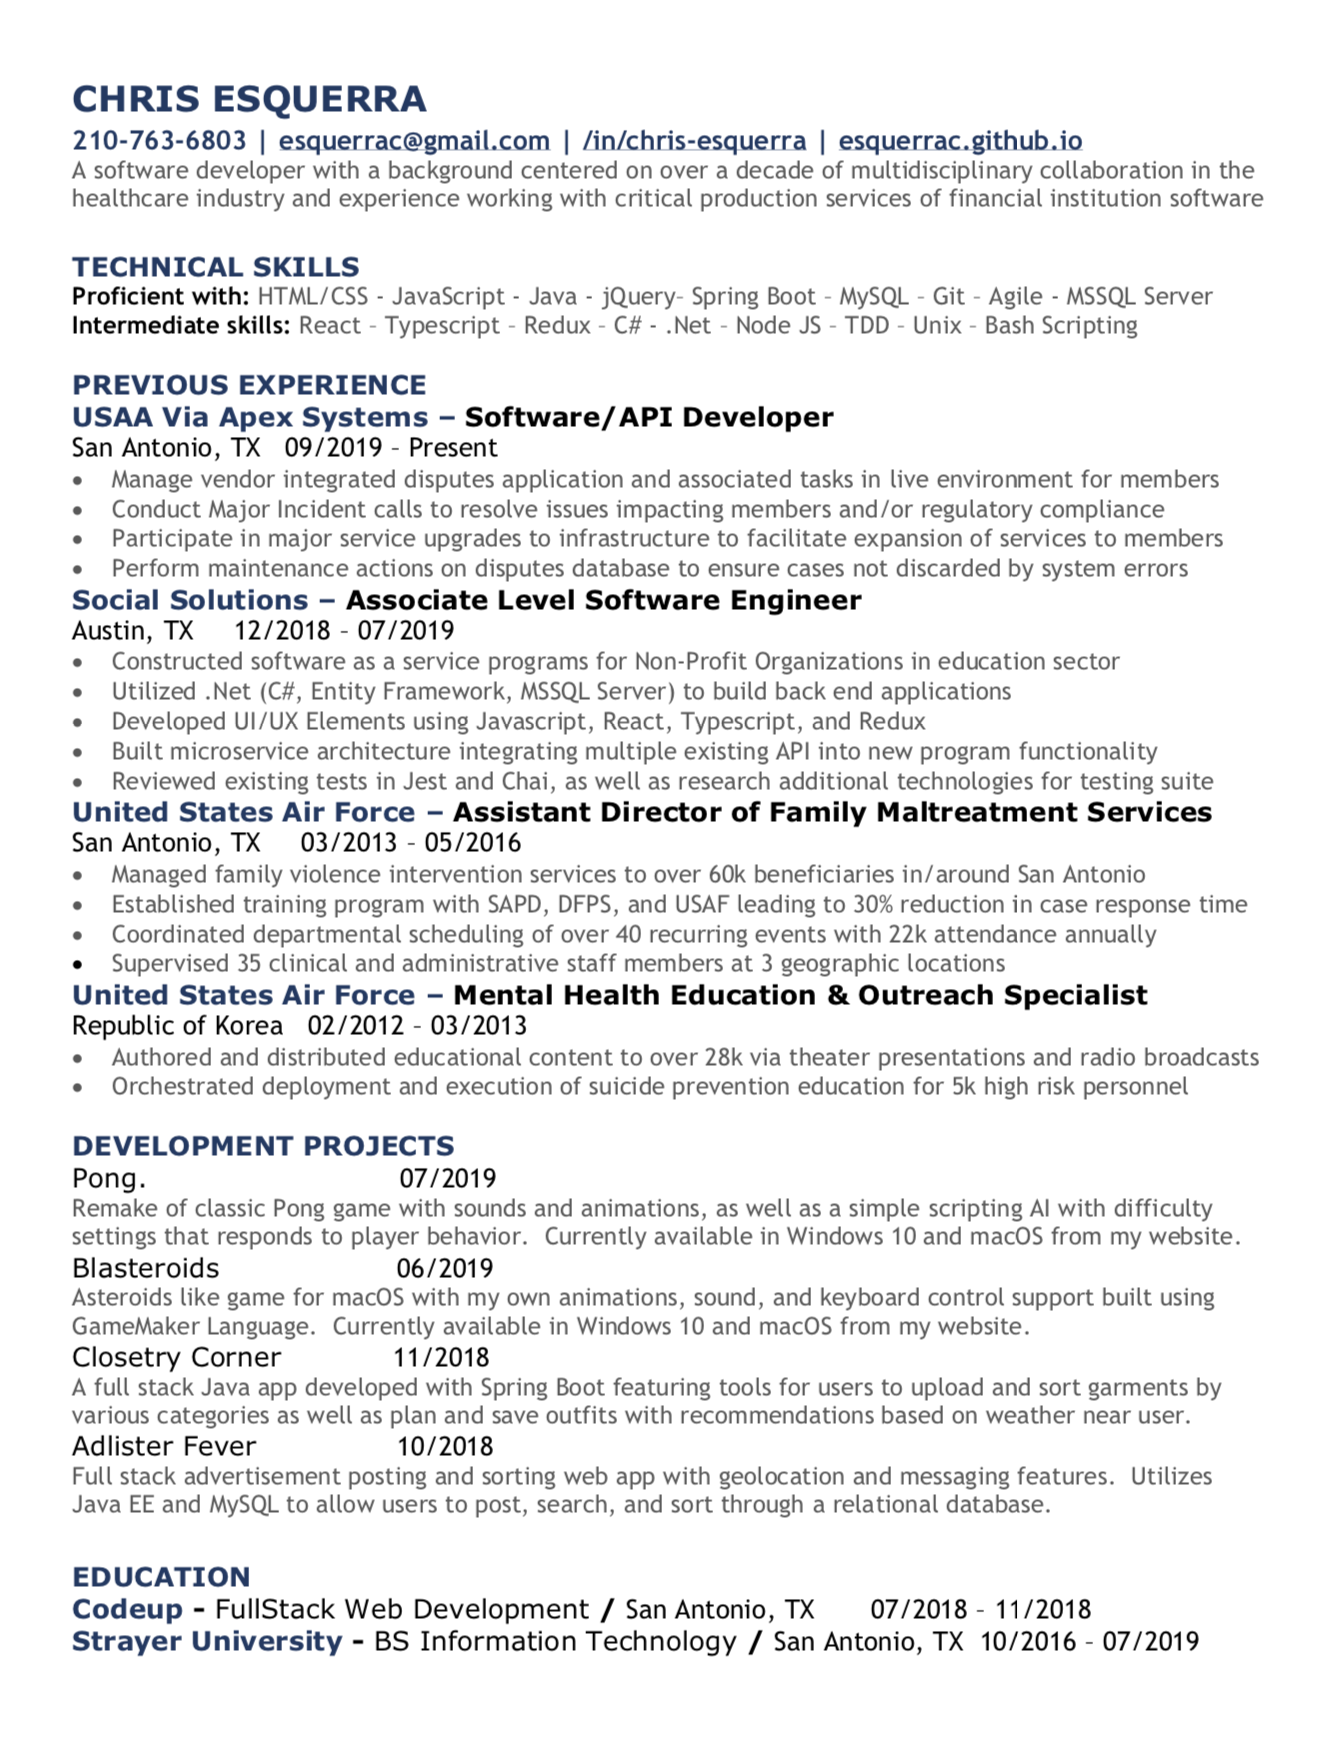 CHRIS ESQUERRA
210-763-6803 | esquerrac@gmail.com | /in/chris-esquerra | esquerrac.github.io
A software developer with a background centered on over a decade of multidisciplinary collaboration in the
healthcare industry and experience working with critical production services of financial institution software
TECHNICAL SKILLS
Proficient with: HTML/CSS - JavaScript - Java - jQuery– Spring Boot – MySQL – Git – Agile - MSSQL Server
Intermediate skills: React – Typescript – Redux – C# - .Net – Node JS – TDD – Unix – Bash Scripting
PREVIOUS EXPERIENCE
USAA Via Apex Systems – Software/API Developer
San Antonio, TX 09/2019 – Present
• Manage vendor integrated disputes application and associated tasks in live environment for members
• Conduct Major Incident calls to resolve issues impacting members and/or regulatory compliance
• Participate in major service upgrades to infrastructure to facilitate expansion of services to members
• Perform maintenance actions on disputes database to ensure cases not discarded by system errors
Social Solutions – Associate Level Software Engineer
Austin, TX 12/2018 – 07/2019
• Constructed software as a service programs for Non-Profit Organizations in education sector
• Utilized .Net (C#, Entity Framework, MSSQL Server) to build back end applications
• Developed UI/UX Elements using Javascript, React, Typescript, and Redux
• Built microservice architecture integrating multiple existing API into new program functionality
• Reviewed existing tests in Jest and Chai, as well as research additional technologies for testing suite
United States Air Force – Assistant Director of Family Maltreatment Services
San Antonio, TX 03/2013 – 05/2016
• Managed family violence intervention services to over 60k beneficiaries in/around San Antonio
• Established training program with SAPD, DFPS, and USAF leading to 30% reduction in case response time
• Coordinated departmental scheduling of over 40 recurring events with 22k attendance annually
• Supervised 35 clinical and administrative staff members at 3 geographic locations
United States Air Force – Mental Health Education & Outreach Specialist
Republic of Korea 02/2012 – 03/2013
• Authored and distributed educational content to over 28k via theater presentations and radio broadcasts
• Orchestrated deployment and execution of suicide prevention education for 5k high risk personnel
DEVELOPMENT PROJECTS
Pong. 07/2019
Remake of classic Pong game with sounds and animations, as well as a simple scripting AI with difficulty
settings that responds to player behavior. Currently available in Windows 10 and macOS from my website.
Blasteroids 06/2019
Asteroids like game for macOS with my own animations, sound, and keyboard control support built using
GameMaker Language. Currently available in Windows 10 and macOS from my website.
Closetry Corner 11/2018
A full stack Java app developed with Spring Boot featuring tools for users to upload and sort garments by
various categories as well as plan and save outfits with recommendations based on weather near user.
Adlister Fever 10/2018
Full stack advertisement posting and sorting web app with geolocation and messaging features. Utilizes
Java EE and MySQL to allow users to post, search, and sort through a relational database.
EDUCATION
Codeup - FullStack Web Development / San Antonio, TX 07/2018 – 11/2018
Strayer University - BS Information Technology / San Antonio, TX 10/2016 – 07/2019